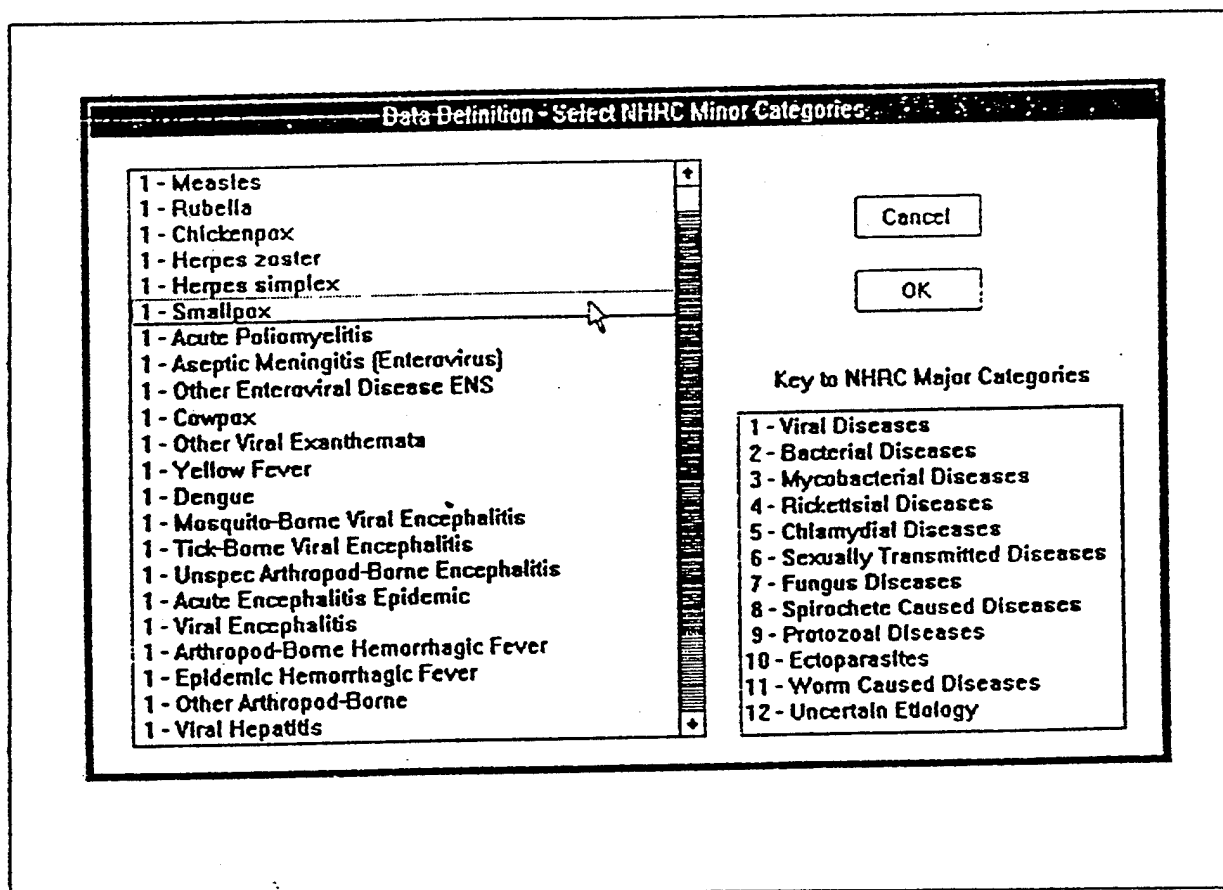 Data Definition - Select NHRC Minor Categories
1 - Measles
1 - Rubella
1 - Chickenpox
1 - Herpes zoster
1 - Herpes simplex
1 - Smallpox
1 - Acute Poliomyelitis
1 - Aseptic Meningitis (Enterovirus)
1 - Other Enteroviral Disease ENS
1 - Cowpox
1 - Other Viral Exanthemata
1 - Yellow Fever
1 - Dengue
1 - Mosquito-Borne Viral Encephalitis
1 - Tick-Borne Viral Encephalitis
1 - Unspec Arthropod-Borne Encephalitis
1 - Acute Encephalitis Epidemic
1 - Viral Encephalitis
1 - Arthropod-Borne Hemorrhagic Fever
1 - Epidemic Hemorrhagic Fever
1 - Other Arthropod-Borne
1 - Viral Hepatitis
Cancel
OK
Key to NHRC Major Categories
1 - Viral Diseases
2 - Bacterial Diseases
3 - Mycobacterial Diseases
4 - Rickettsial Diseases
5 - Chlamydial Diseases
6 - Sexually Transmitted Diseases
7 - Fungus Diseases
8 - Spirochete Caused Diseases
9 - Protozoal Diseases
10 - Ectoparasites
11 - Worm Caused Diseases
12 - Uncertain Etiology